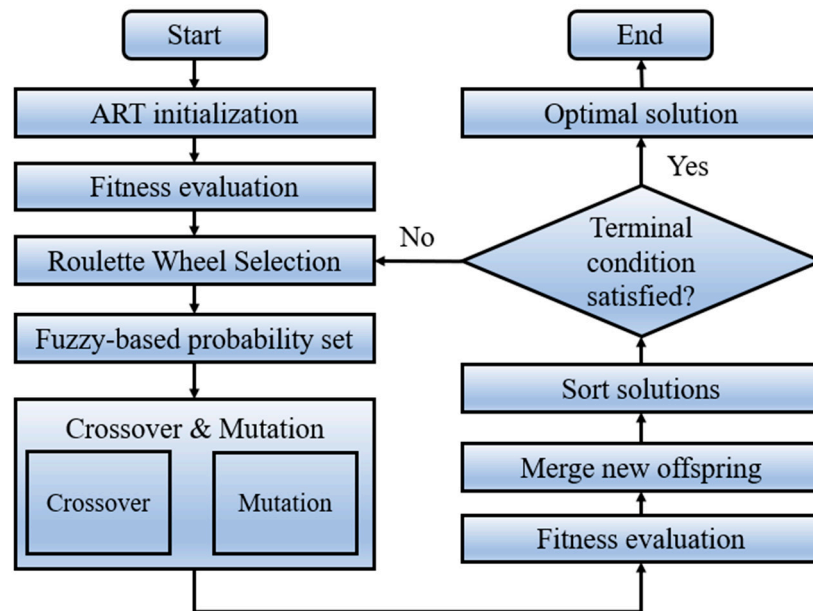 Start
ART initialization
Fitness evaluation
Roulette Wheel Selection
Fuzzy-based probability set
Crossover & Mutation
Crossover
Mutation
End
Optimal solution
Yes
No
Terminal
condition
satisfied?
Sort solutions
Merge new offspring
Fitness evaluation